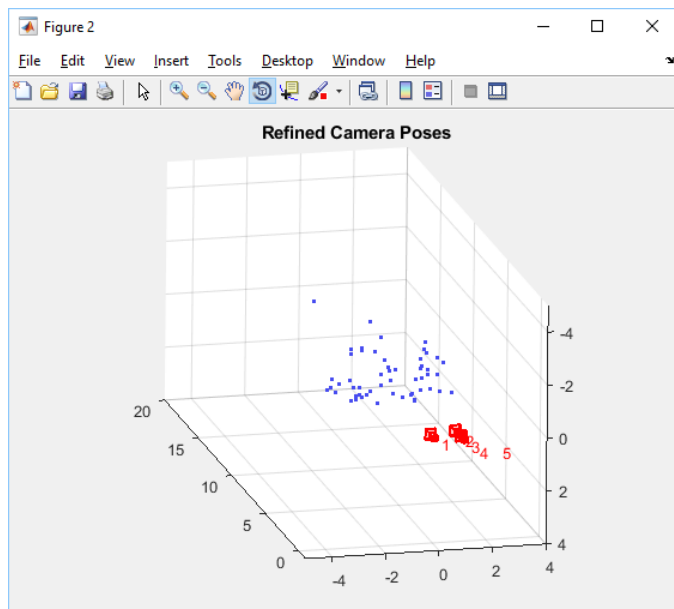 Figure 2
File Edit View Insert Tools Desktop Window Help
Refined Camera Poses
-4
-2
0
2
4
20
15
10
5
0
1 2 3 4 5
-4 -2 0 2 4